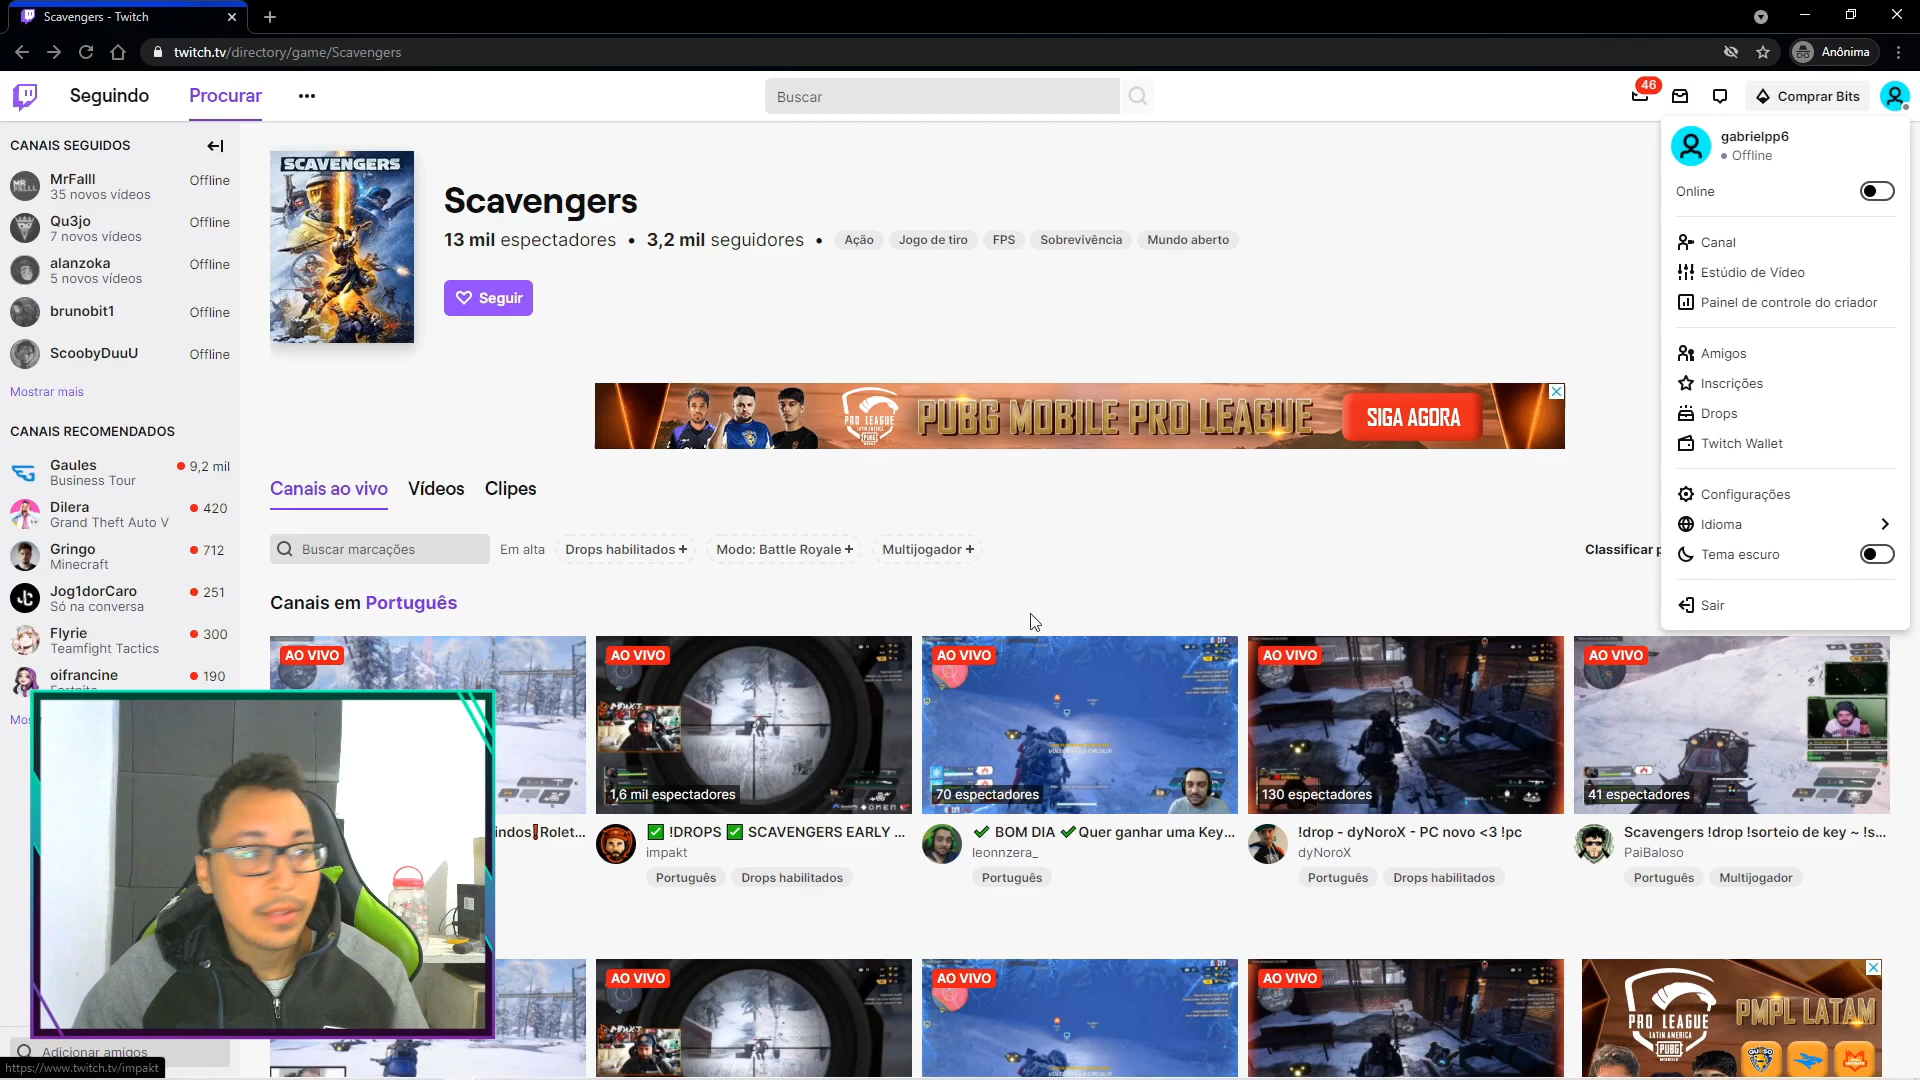 Scavengers - Twitch
twitch.tv/directory/game/Scavengers
Anônima
Seguindo
Procurar
Buscar
46
Comprar Bits
CANAIS SEGUIDOS
MrFalll
35 novos vídeos
Offline
Qu3jo
7 novos vídeos
Offline
alanzoka
5 novos vídeos
Offline
brunobit1
Offline
ScoobyDuuU
Offline
Mostrar mais
CANAIS RECOMENDADOS
Gaules
Business Tour
9,2 mil
Dilera
Grand Theft Auto V
420
Gringo
Minecraft
712
Jog1dorCaro
Só na conversa
251
Flyrie
Teamfight Tactics
300
oifrancine
190
Adicionar amigos
https://www.twitch.tv/impakt
SCAVENGERS
Scavengers
13 mil espectadores • 3,2 mil seguidores •
Ação
Jogo de tiro
FPS
Sobrevivência
Mundo aberto
Seguir
PRO LEAGUE
LATIN AMERICA
PUBG
PUBG MOBILE PRO LEAGUE
SIGA AGORA
Canais ao vivo
Vídeos
Clipes
Buscar marcações
Em alta
Drops habilitados +
Modo: Battle Royale +
Multijogador +
Classificar p
Canais em Português
AO VIVO
AO VIVO
AO VIVO
AO VIVO
AO VIVO
1,6 mil espectadores
70 espectadores
130 espectadores
41 espectadores
indos❗Rolet...
✅ !DROPS ✅ SCAVENGERS EARLY ...
impakt
Português
Drops habilitados
✔ BOM DIA ✔Quer ganhar uma Key...
leonnzera_
Português
!drop - dyNoroX - PC novo <3 !pc
dyNoroX
Português
Drops habilitados
Scavengers !drop !sorteio de key ~ !s...
PaiBaloso
Português
Multijogador
AO VIVO
AO VIVO
AO VIVO
PRO LEAGUE
LATIN AMERICA
PUBG
MOBILE
PMPL LATAM
gabrielpp6
Offline
Online
Canal
Estúdio de Vídeo
Painel de controle do criador
Amigos
Inscrições
Drops
Twitch Wallet
Configurações
Idioma
Tema escuro
Sair